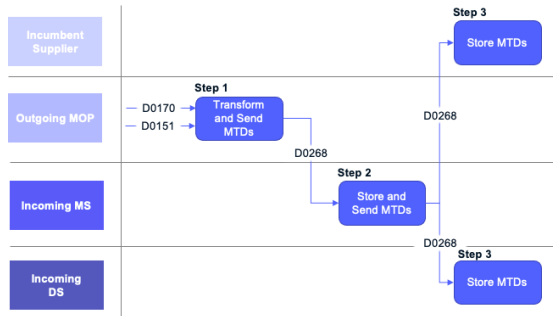 Incumbent
Supplier
Step 3
Store MTDs
Outgoing MOP
Step 1
D0170
D0151
Transform
and Send
MTDs
D0268
D0268
Incoming MS
Step 2
Store and
Send MTDs
D0268
Incoming
DS
Step 3
Store MTDs